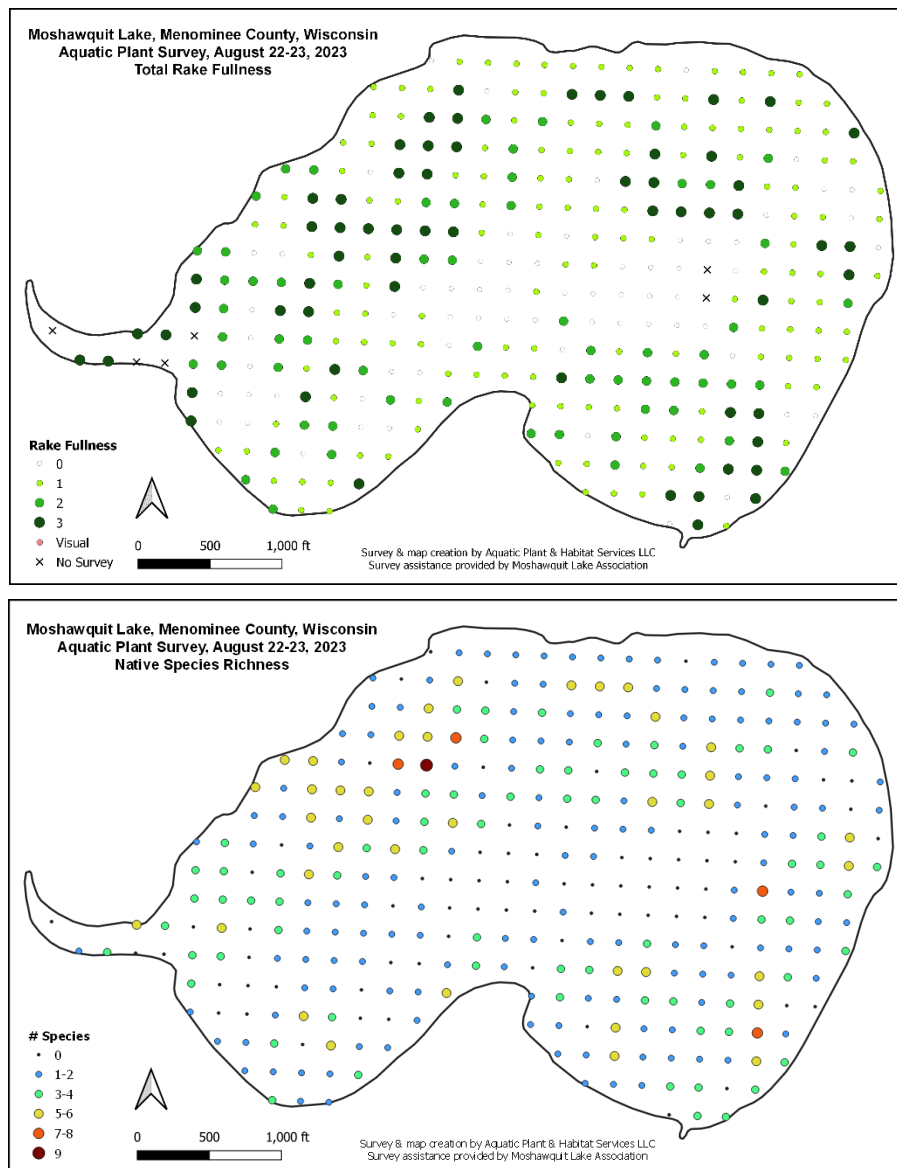 Moshawquit Lake, Menominee County, Wisconsin
Aquatic Plant Survey, August 22-23, 2023
Total Rake Fullness
Rake Fullness
0
1
2
3
Visual
No Survey
0 500 1,000 ft
Survey & map creation by Aquatic Plant & Habitat Services LLC
Survey assistance provided by Moshawquit Lake Association
Moshawquit Lake, Menominee County, Wisconsin
Aquatic Plant Survey, August 22-23, 2023
Native Species Richness
# Species
0
1-2
3-4
5-6
7-8
9
0 500 1,000 ft
Survey & map creation by Aquatic Plant & Habitat Services LLC
Survey assistance provided by Moshawquit Lake Association